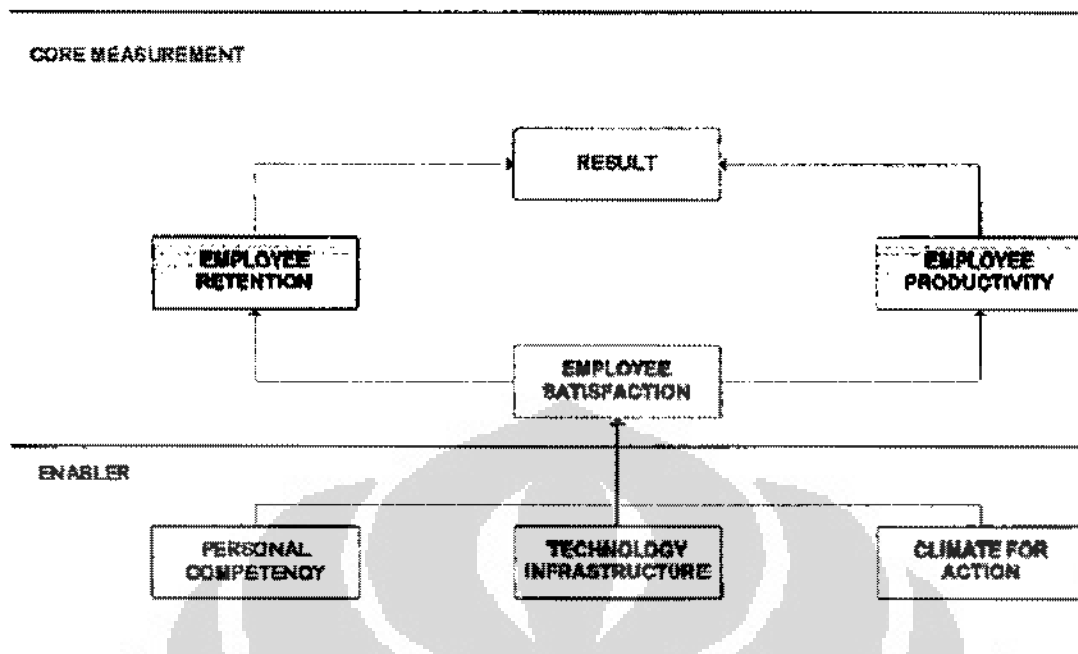 CORE MEASUREMENT
RESULT
EMPLOYEE
RETENTION
EMPLOYEE
PRODUCTIVITY
EMPLOYEE
SATISFACTION
ENABLER
PERSONAL
COMPETENCY
TECHNOLOGY
INFRASTRUCTURE
CLIMATE FOR
ACTION